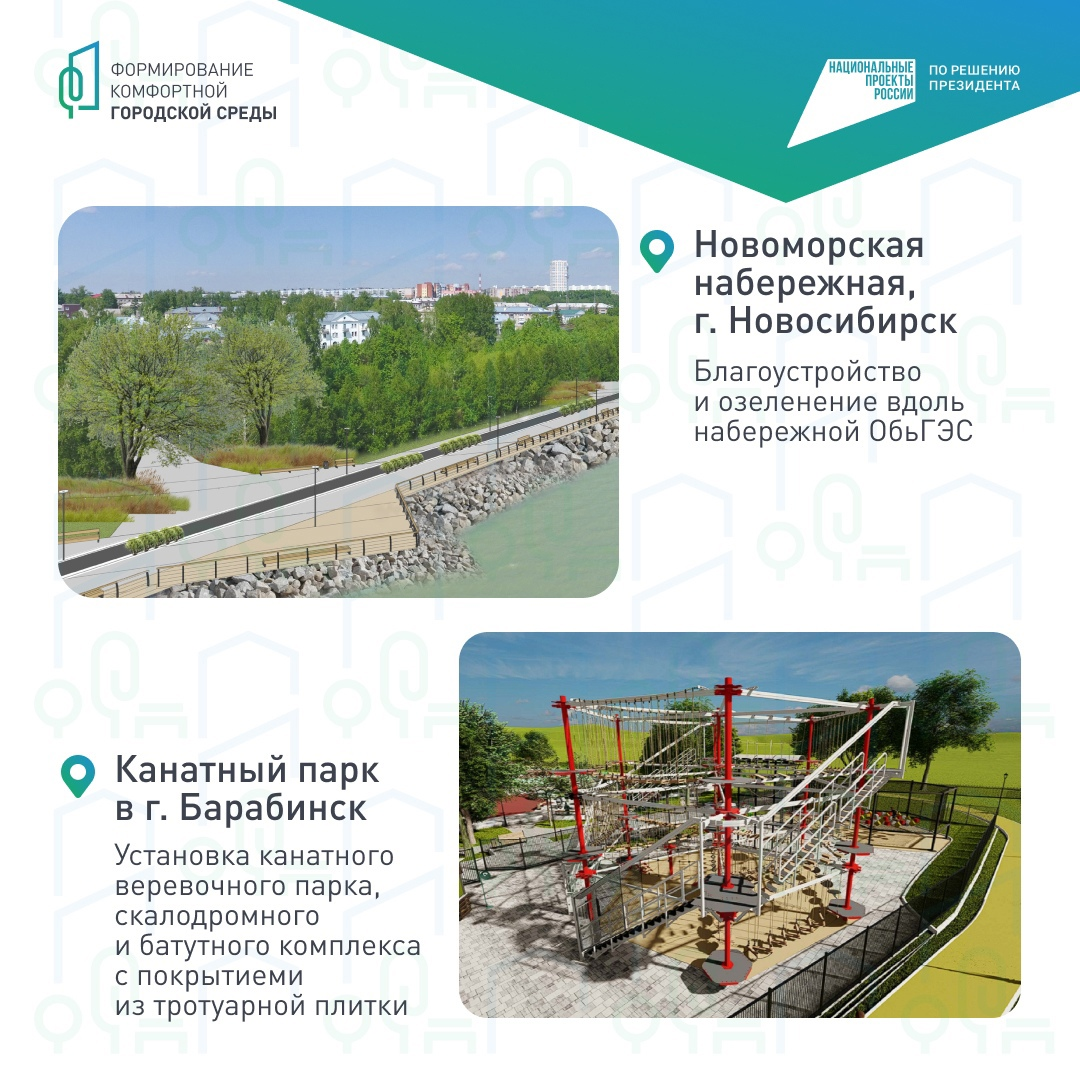 ФОРМИРОВАНИЕ
КОМФОРТНОЙ
ГОРОДСКОЙ СРЕДЫ
НАЦИОНАЛЬНЫЕ
ПРОЕКТЫ
РОССИИ
ПО РЕШЕНИЮ
ПРЕЗИДЕНТА
Новоморская
набережная,
г. Новосибирск
Благоустройство
и озеленение вдоль
набережной ОбьГЭС
Канатный парк
в г. Барабинск
Установка канатного
веревочного парка,
скалодромного
и батутного комплекса
с покрытиеми
из тротуарной плитки